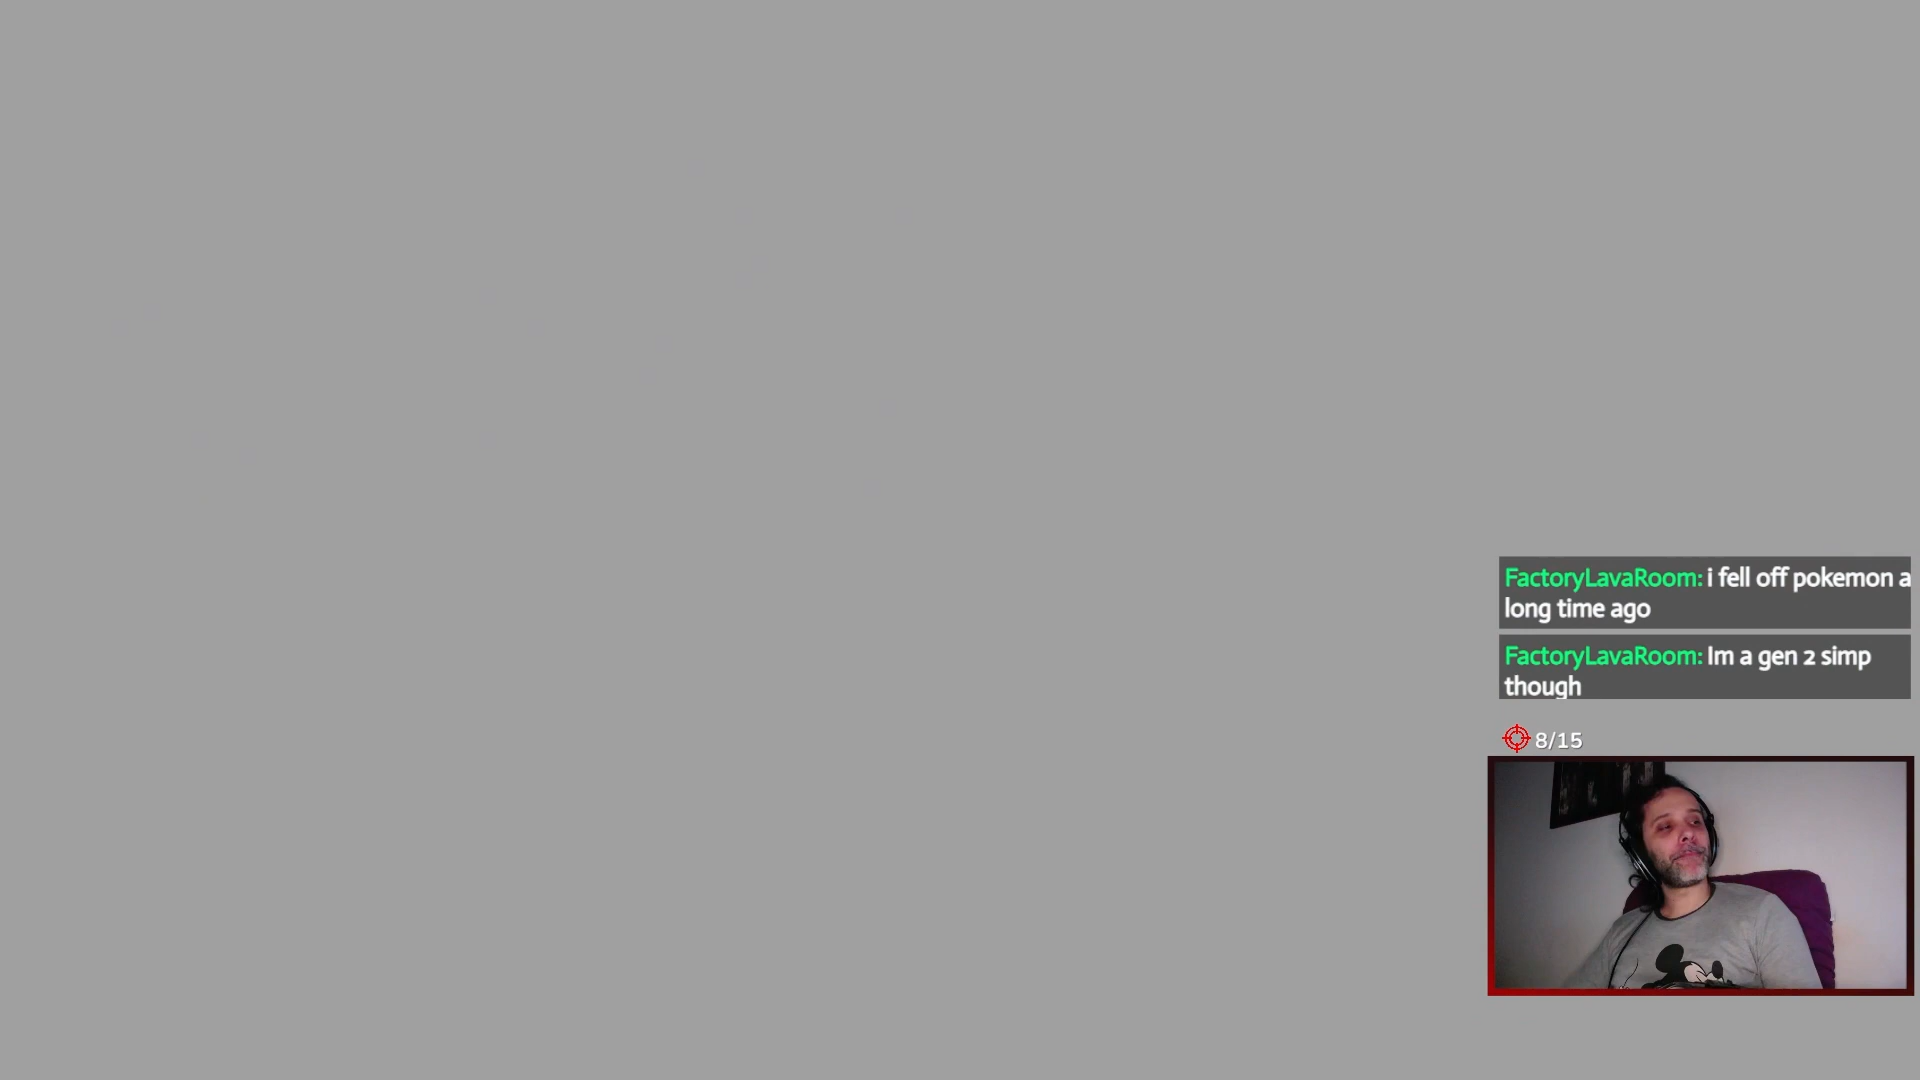 FactoryLavaRoom: i fell off pokemon a
long time ago
FactoryLavaRoom: Im a gen 2 simp
though
8/15